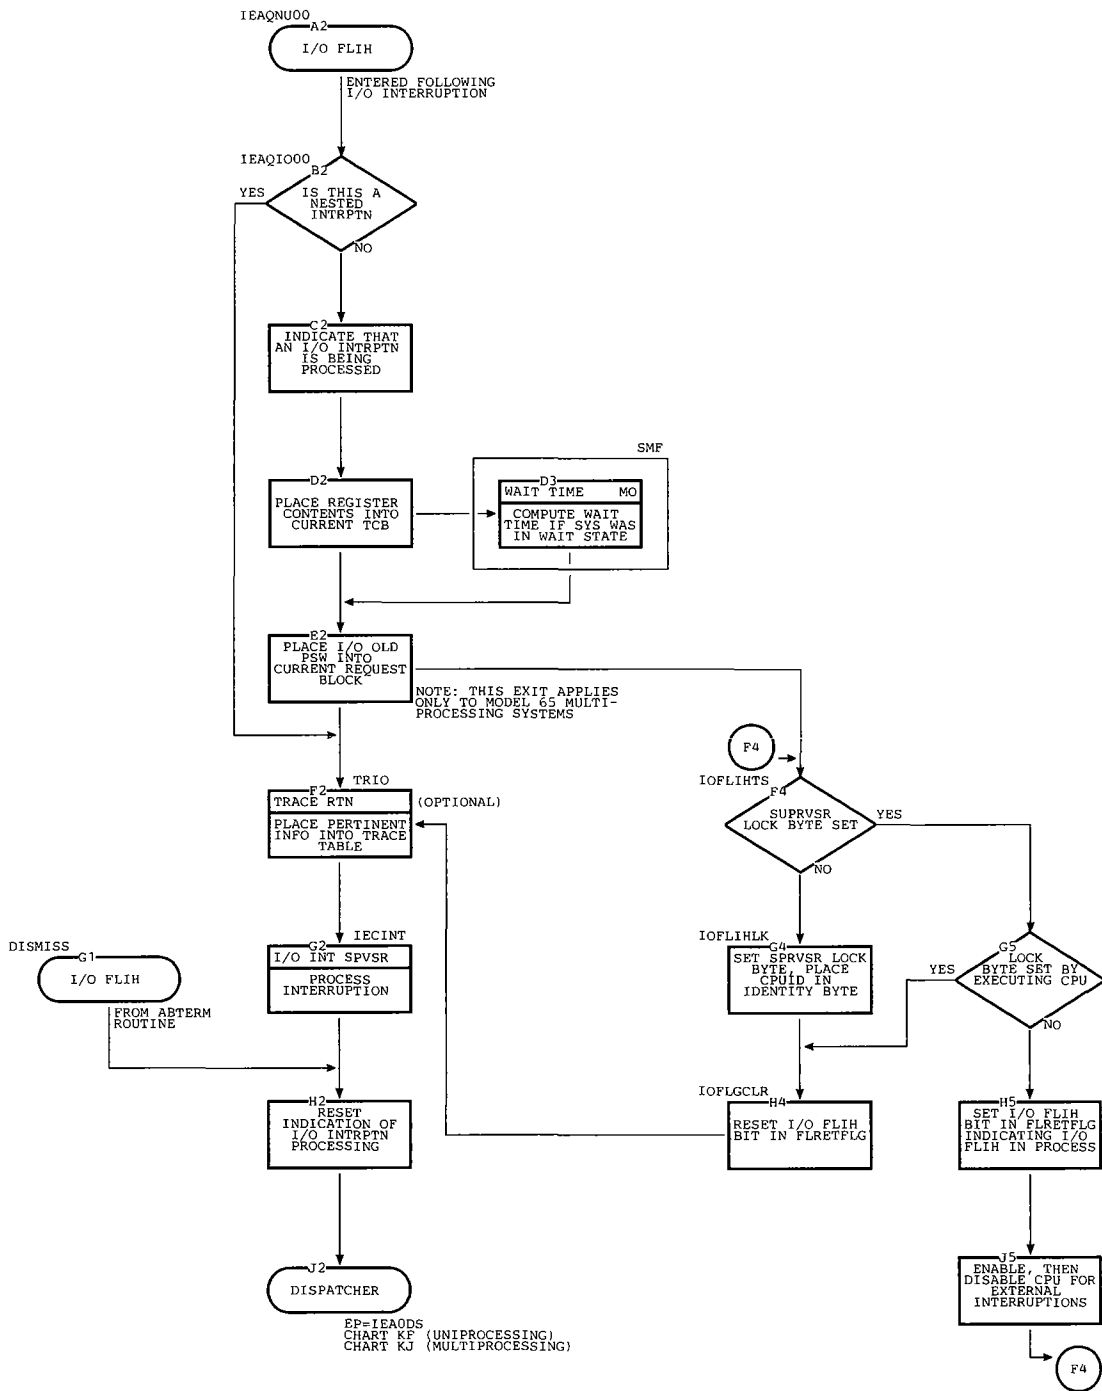 IEAQNU00
A2
I/O FLIH
ENTERED FOLLOWING
I/O INTERRUPTION
IEAQIO00
B2
YES
IS THIS A
NESTED
INTRPTN
NO
C2
INDICATE THAT
AN I/O INTRPTN
IS BEING
PROCESSED
SMF
D2
PLACE REGISTER
CONTENTS INTO
CURRENT TCB
D3
WAIT TIME MO
COMPUTE WAIT
TIME IF SYS WAS
IN WAIT STATE
E2
PLACE I/O OLD
PSW INTO
CURRENT REQUEST
BLOCK
NOTE: THIS EXIT APPLIES
ONLY TO MODEL 65 MULTI-
PROCESSING SYSTEMS
F4
TRIO
F2
TRACE RTN
(OPTIONAL)
PLACE PERTINENT
INFO INTO TRACE
TABLE
IOFLIHTS
F4
SUPRVSR
LOCK BYTE SET
YES
NO
DISMISS
G1
I/O FLIH
FROM ABTERM
ROUTINE
IECINT
G2
I/O INT SPVSR
PROCESS
INTERRUPTION
IOFLIHLK
G4
SET SPRVSR LOCK
BYTE, PLACE
CPUID IN
IDENTITY BYTE
G5
YES
LOCK
BYTE SET BY
EXECUTING CPU
NO
H2
RESET
INDICATION OF
I/O INTRPTN
PROCESSING
IOFLGCLR
H4
RESET I/O FLIH
BIT IN FLRETFLG
H5
SET I/O FLIH
BIT IN FLRETFLG
INDICATING I/O
FLIH IN PROCESS
J2
DISPATCHER
EP=IEA0DS
CHART KF (UNIPROCESSING)
CHART KJ (MULTIPROCESSING)
J5
ENABLE, THEN
DISABLE CPU FOR
EXTERNAL
INTERRUPTIONS
F4